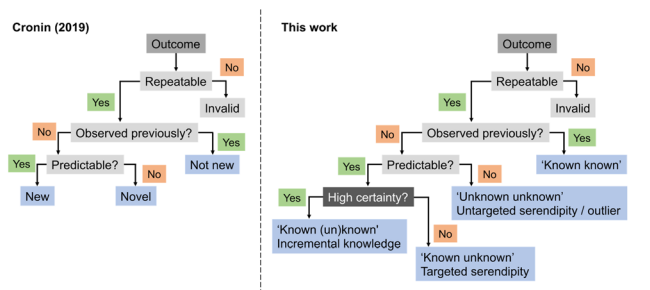 Cronin (2019)
Outcome
No
Repeatable
Yes
Invalid
No
Observed previously?
Yes
Yes
Predictable?
No
Not new
New
Novel
This work
Outcome
No
Repeatable
Yes
Invalid
No
Observed previously?
Yes
Yes
Predictable?
No
‘Known known’
Yes
High certainty?
‘Unknown unknown’
Untargeted serendipity / outlier
‘Known (un)known’
Incremental knowledge
No
‘Known unknown’
Targeted serendipity